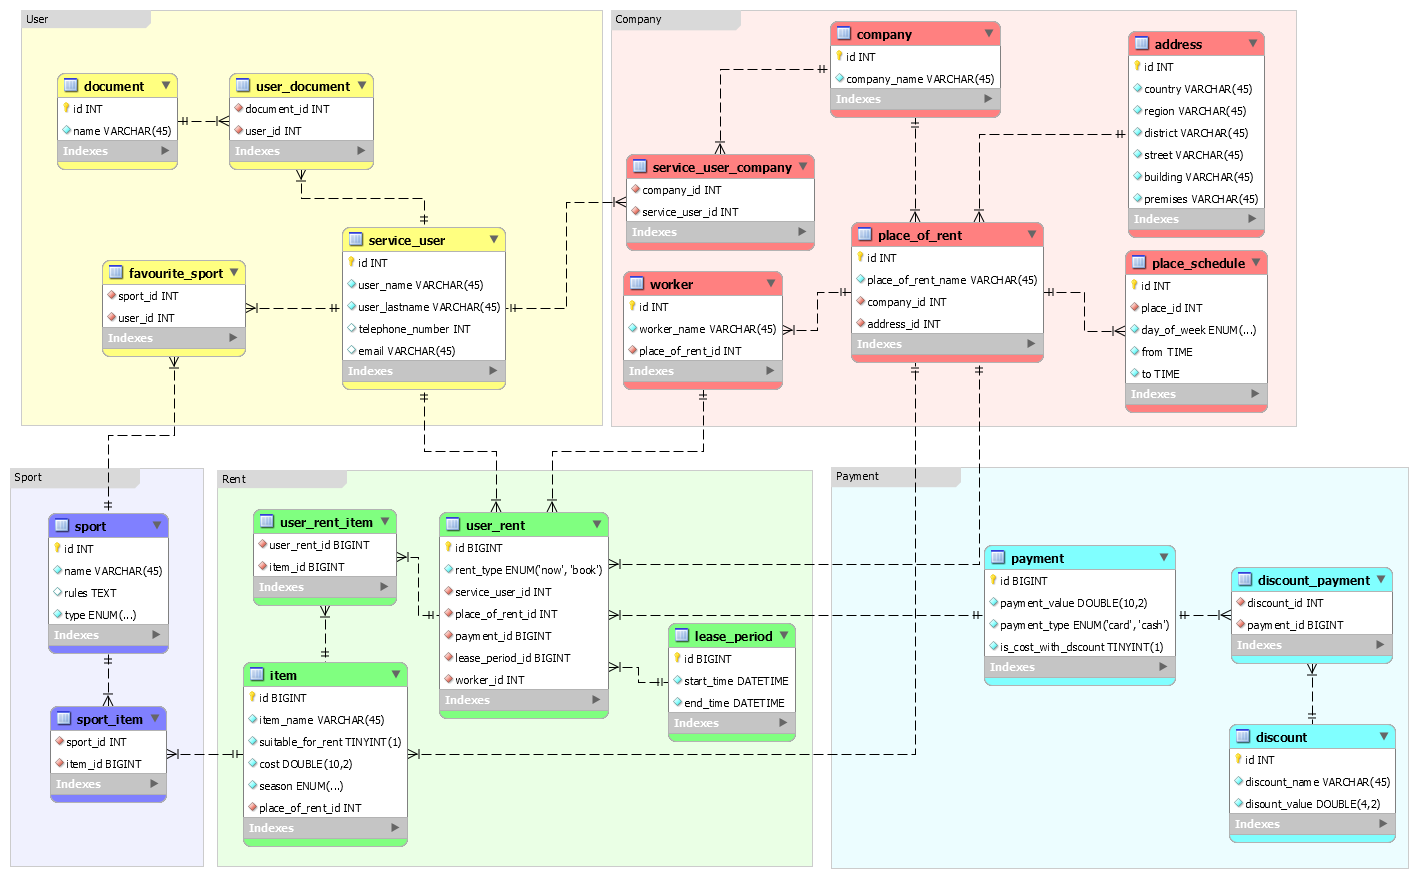 User
document
id INT
name VARCHAR(45)
Indexes
user_document
document_id INT
user_id INT
Indexes
service_user
id INT
user_name VARCHAR(45)
user_lastname VARCHAR(45)
telephone_number INT
email VARCHAR(45)
Indexes
favourite_sport
sport_id INT
user_id INT
Indexes
Company
company
id INT
company_name VARCHAR(45)
Indexes
address
id INT
country VARCHAR(45)
region VARCHAR(45)
district VARCHAR(45)
street VARCHAR(45)
building VARCHAR(45)
premises VARCHAR(45)
Indexes
service_user_company
company_id INT
service_user_id INT
Indexes
place_of_rent
id INT
place_of_rent_name VARCHAR(45)
company_id INT
address_id INT
Indexes
worker
id INT
worker_name VARCHAR(45)
place_of_rent_id INT
Indexes
place_schedule
id INT
place_id INT
day_of_week ENUM(...)
from TIME
to TIME
Indexes
Sport
sport
id INT
name VARCHAR(45)
rules TEXT
type ENUM(...)
Indexes
sport_item
sport_id INT
item_id BIGINT
Indexes
Rent
user_rent_item
user_rent_id BIGINT
item_id BIGINT
Indexes
user_rent
id BIGINT
rent_type ENUM('now', 'book')
service_user_id INT
place_of_rent_id INT
payment_id BIGINT
lease_period_id BIGINT
worker_id INT
Indexes
lease_period
id BIGINT
start_time DATETIME
end_time DATETIME
Indexes
item
id BIGINT
item_name VARCHAR(45)
suitable_for_rent TINYINT(1)
cost DOUBLE(10,2)
season ENUM(...)
place_of_rent_id INT
Indexes
Payment
payment
id BIGINT
payment_value DOUBLE(10,2)
payment_type ENUM('card', 'cash')
is_cost_with_dscount TINYINT(1)
Indexes
discount_payment
discount_id INT
payment_id BIGINT
Indexes
discount
id INT
discount_name VARCHAR(45)
disount_value DOUBLE(4,2)
Indexes